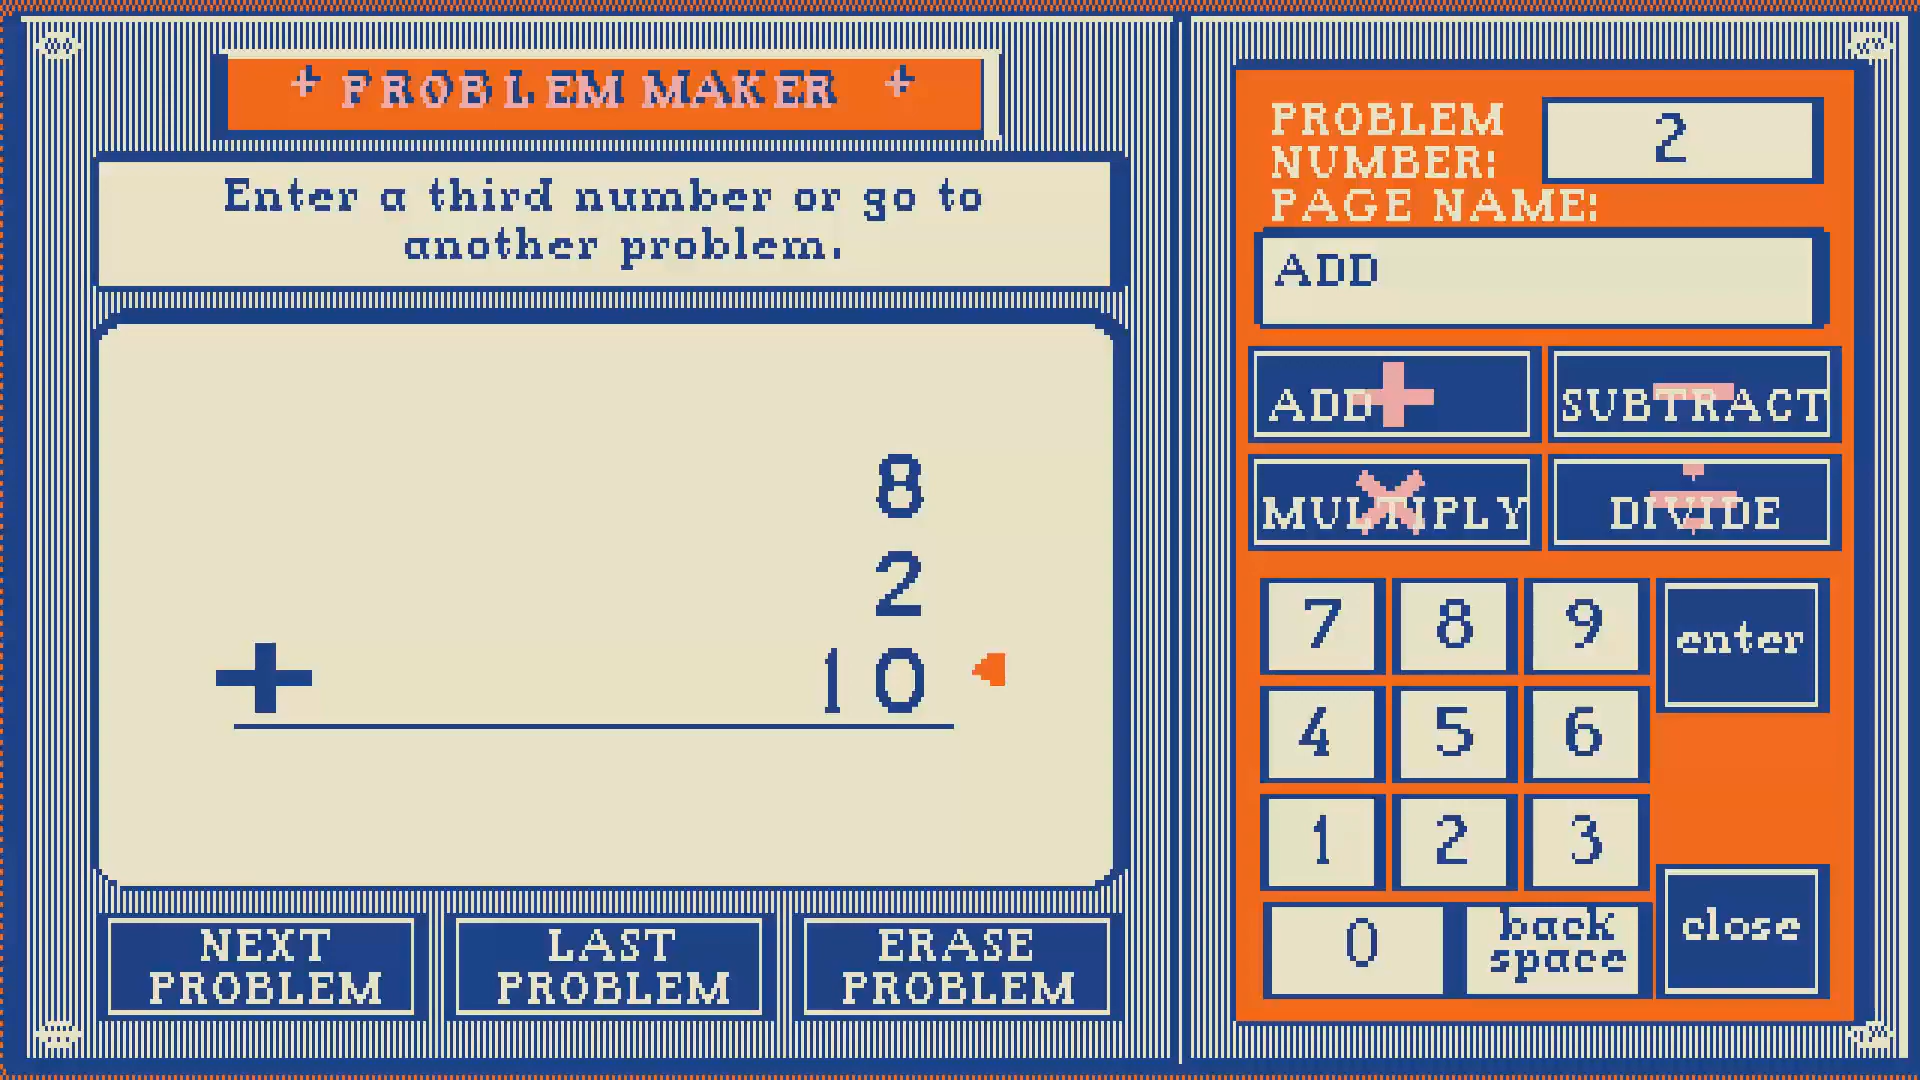 + PROBLEM MAKER +
Enter a third number or go to
another problem.
8
2
+ 10
NEXT
PROBLEM
LAST
PROBLEM
ERASE
PROBLEM
PROBLEM
NUMBER:
2
PAGE NAME:
ADD
ADD +
SUBTRACT −
MULTIPLY ×
DIVIDE ÷
7 8 9
enter
4 5 6
1 2 3
0
back
space
close